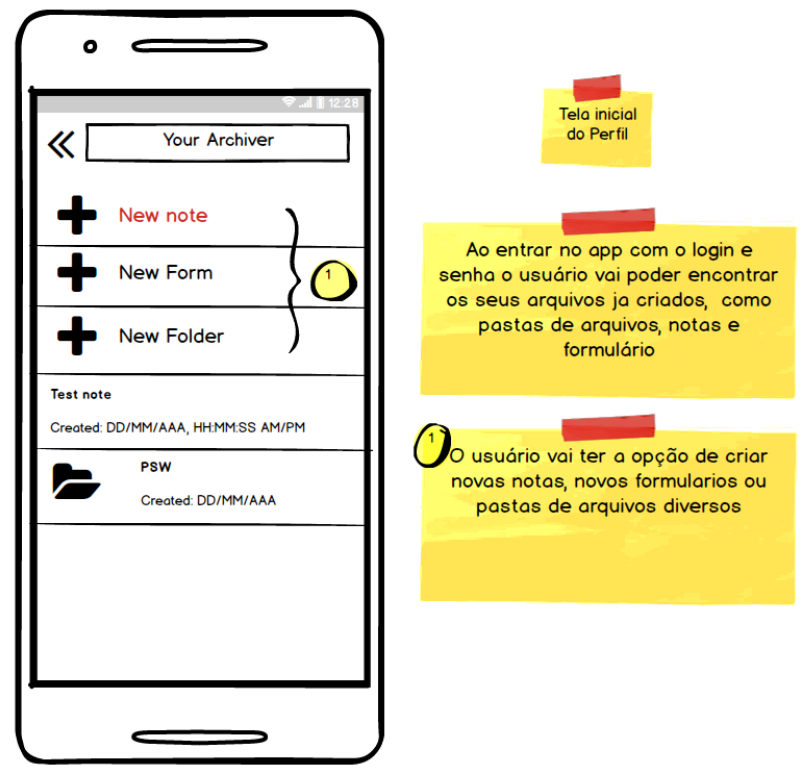 12:28
Your Archiver
New note
New Form
1
New Folder
Test note
Created: DD/MM/AAA, HH:MM:SS AM/PM
PSW
Created: DD/MM/AAA
Tela inicial
do Perfil
Ao entrar no app com o login e
senha o usuário vai poder encontrar
os seus arquivos ja criados, como
pastas de arquivos, notas e
formulário
1
O usuário vai ter a opção de criar
novas notas, novos formularios ou
pastas de arquivos diversos